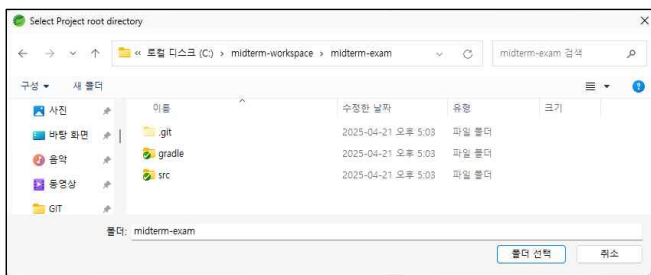 Select Project root directory
« 로컬 디스크 (C:) › midterm-workspace › midterm-exam
midterm-exam 검색
구성 새 폴더
이름 수정한 날짜 유형 크기
사진
바탕 화면
음악
동영상
GIT
.git 2025-04-21 오후 5:03 파일 폴더
gradle 2025-04-21 오후 5:03 파일 폴더
src 2025-04-21 오후 5:03 파일 폴더
폴더: midterm-exam
폴더 선택 취소